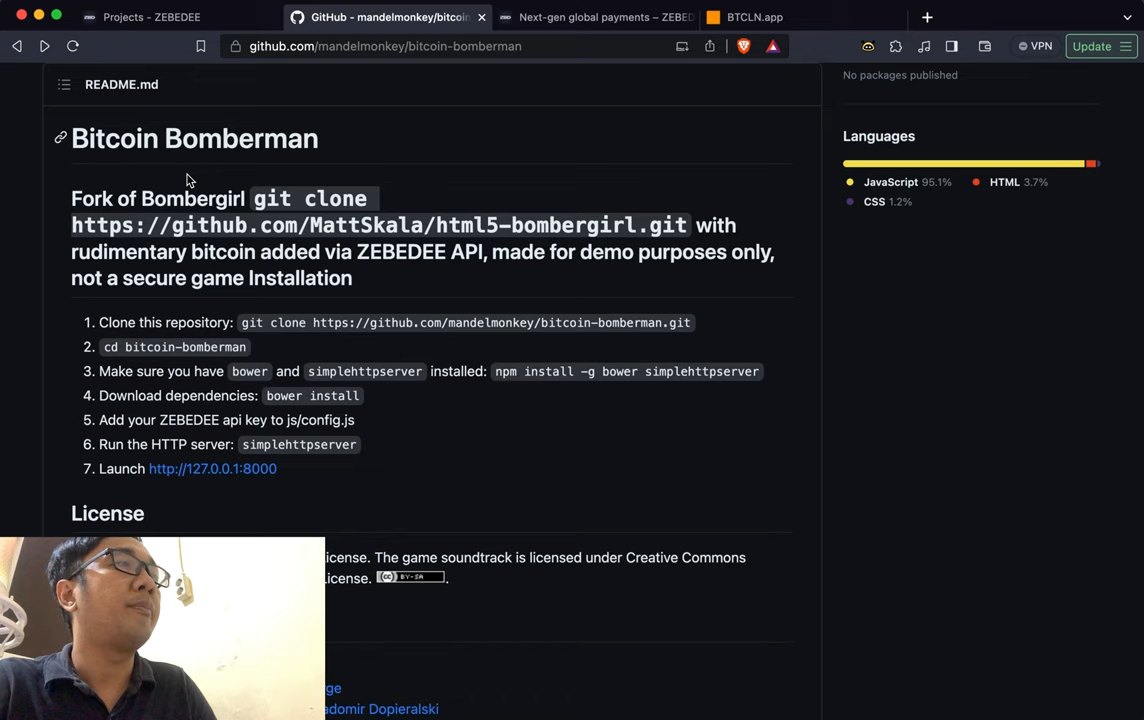 Projects - ZEBEDEE
GitHub - mandelmonkey/bitcoin
Next-gen global payments – ZEBED
BTCLN.app
github.com/mandelmonkey/bitcoin-bomberman
VPN
Update
README.md
No packages published
Bitcoin Bomberman
Languages
JavaScript 95.1%
HTML 3.7%
CSS 1.2%
Fork of Bombergirl git clone
https://github.com/MattSkala/html5-bombergirl.git with
rudimentary bitcoin added via ZEBEDEE API, made for demo purposes only,
not a secure game Installation
1. Clone this repository: git clone https://github.com/mandelmonkey/bitcoin-bomberman.git
2. cd bitcoin-bomberman
3. Make sure you have bower and simplehttpserver installed: npm install -g bower simplehttpserver
4. Download dependencies: bower install
5. Add your ZEBEDEE api key to js/config.js
6. Run the HTTP server: simplehttpserver
7. Launch http://127.0.0.1:8000
License
icense. The game soundtrack is licensed under Creative Commons
License. BY-SA.
rge
adomir Dopieralski